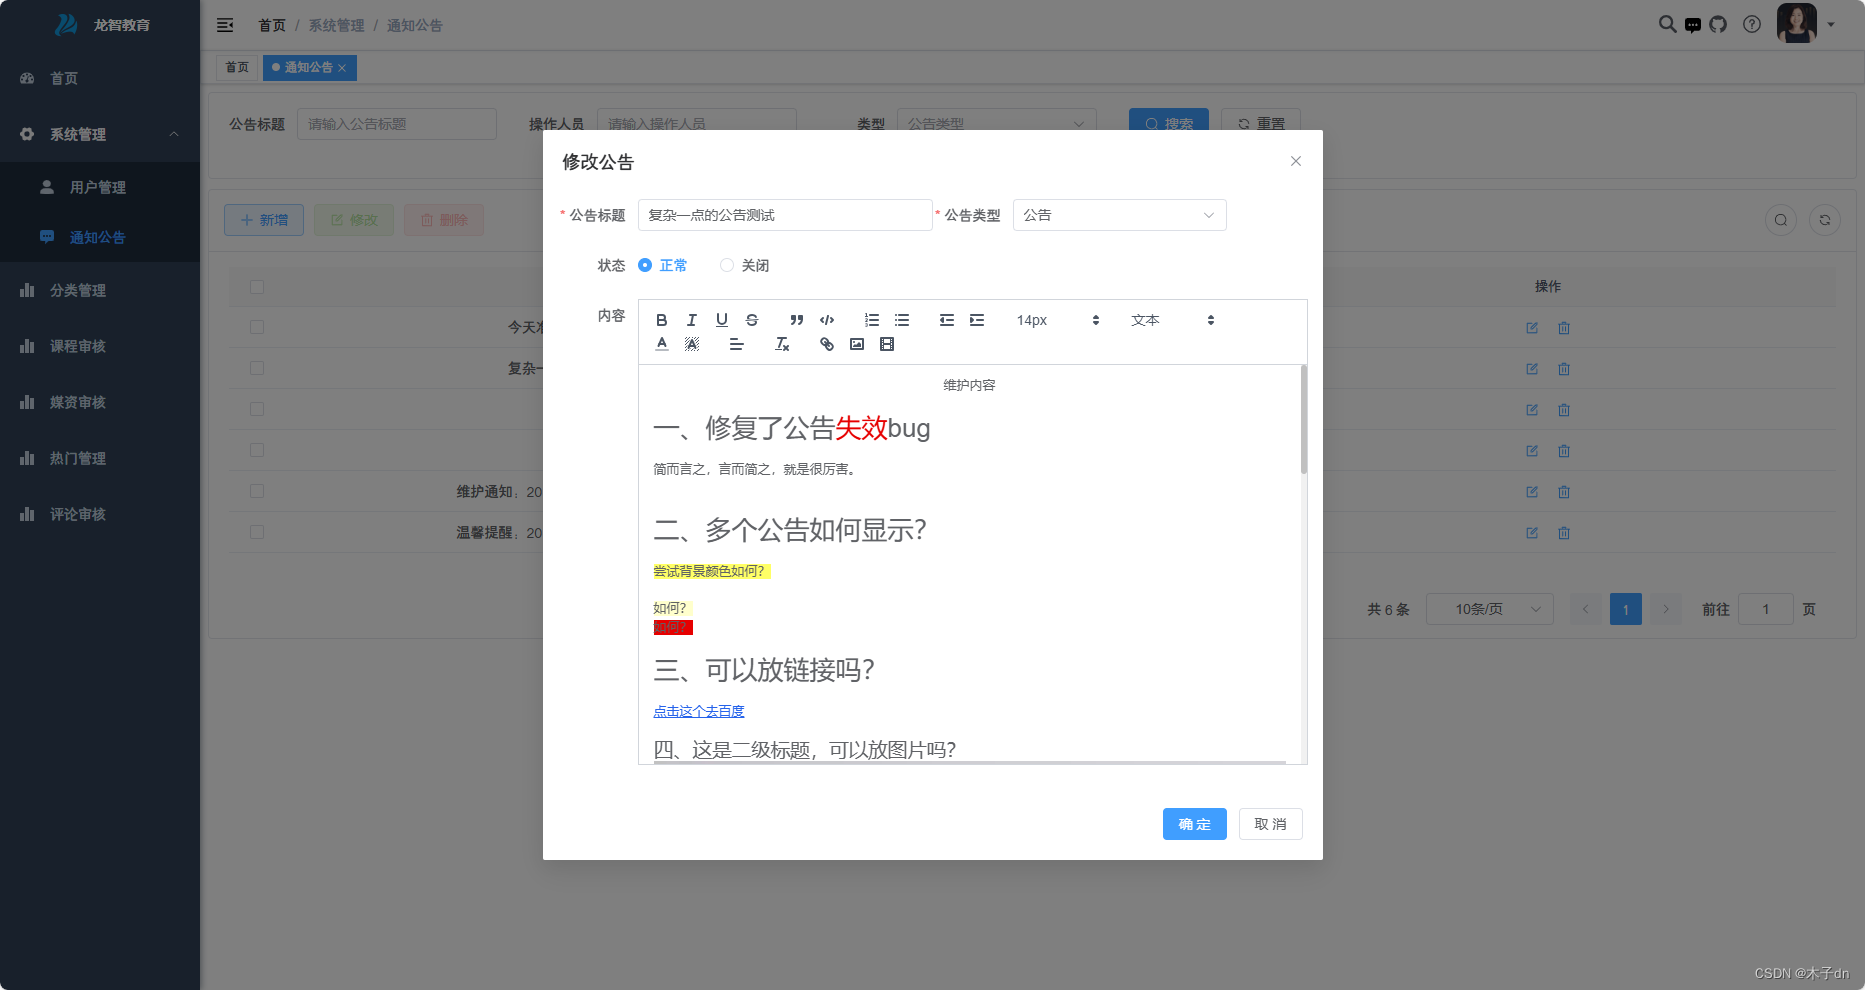 龙智教育
首页 / 系统管理 / 通知公告
首页
通知公告
首页
系统管理
用户管理
通知公告
分类管理
课程审核
媒资审核
热门管理
评论审核
公告标题 请输入公告标题 操作人员 请输入操作人员 类型 公告类型 搜索 重置
新增 修改 删除
操作
今天准
复杂一
维护通知：20
温馨提醒：20
共 6 条 10条/页 1 前往 1 页
修改公告
* 公告标题 复杂一点的公告测试 * 公告类型 公告
状态 正常 关闭
内容
14px 文本
维护内容
一、修复了公告失效bug
简而言之，言而简之，就是很厉害。
二、多个公告如何显示？
尝试背景颜色如何？
如何？
如何？
三、可以放链接吗？
点击这个去百度
四、这是二级标题，可以放图片吗？
确 定 取 消
CSDN @木子dn